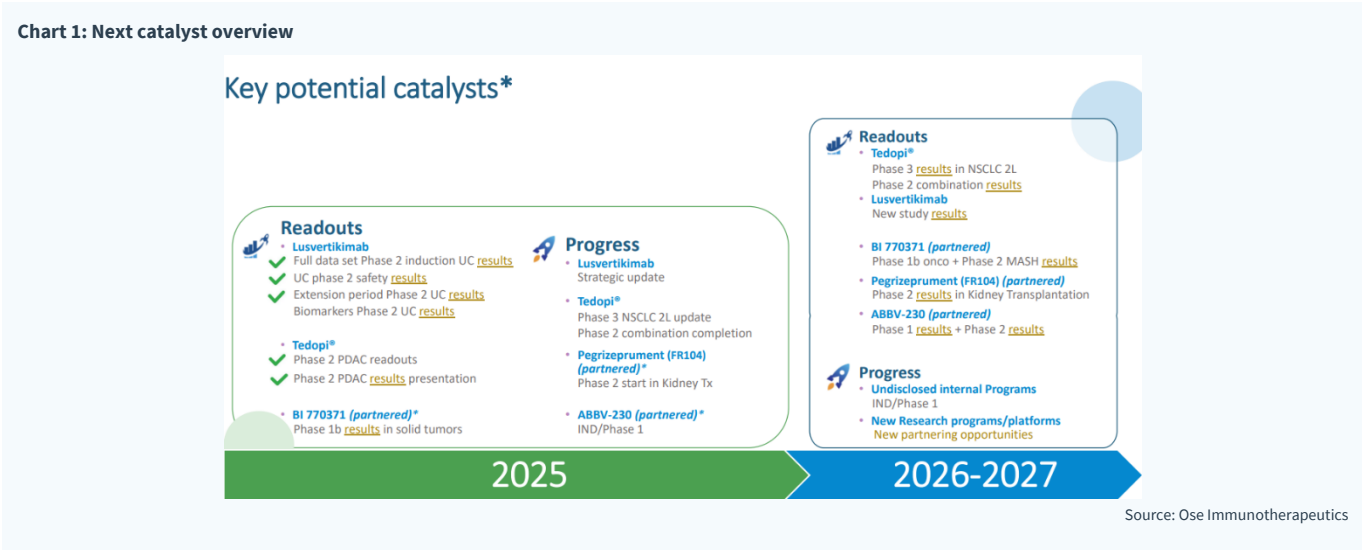 Chart 1: Next catalyst overview
Key potential catalysts*
Readouts
• Lusvertikimab
Full data set Phase 2 induction UC results
UC phase 2 safety results
Extension period Phase 2 UC results
Biomarkers Phase 2 UC results
• Tedopi®
Phase 2 PDAC readouts
Phase 2 PDAC results presentation
• BI 770371 (partnered)*
Phase 1b results in solid tumors
Progress
• Lusvertikimab
Strategic update
• Tedopi®
Phase 3 NSCLC 2L update
Phase 2 combination completion
• Pegrizeprument (FR104)
(partnered)*
Phase 2 start in Kidney Tx
• ABBV-230 (partnered)*
IND/Phase 1
2025
Readouts
• Tedopi®
Phase 3 results in NSCLC 2L
Phase 2 combination results
• Lusvertikimab
New study results
• BI 770371 (partnered)
Phase 1b onco + Phase 2 MASH results
• Pegrizeprument (FR104) (partnered)
Phase 2 results in Kidney Transplantation
• ABBV-230 (partnered)
Phase 1 results + Phase 2 results
Progress
• Undisclosed internal Programs
IND/Phase 1
• New Research programs/platforms
New partnering opportunities
2026-2027
Source: Ose Immunotherapeutics